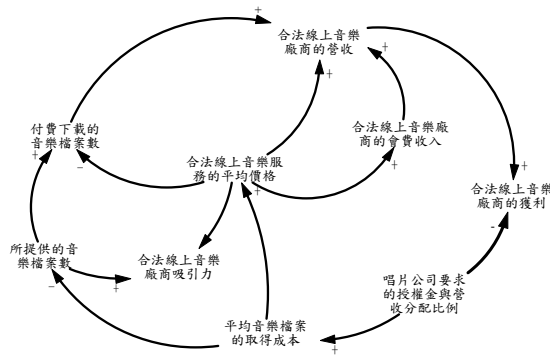 合法線上音樂
廠商的營收
付費下載的
音樂檔案數
合法線上音樂廠
商的會費收入
合法線上音樂服
務的平均價格
合法線上音樂
廠商的獲利
所提供的音
樂檔案數
合法線上音樂
廠商吸引力
唱片公司要求
的授權金與營
收分配比例
平均音樂檔案
的取得成本